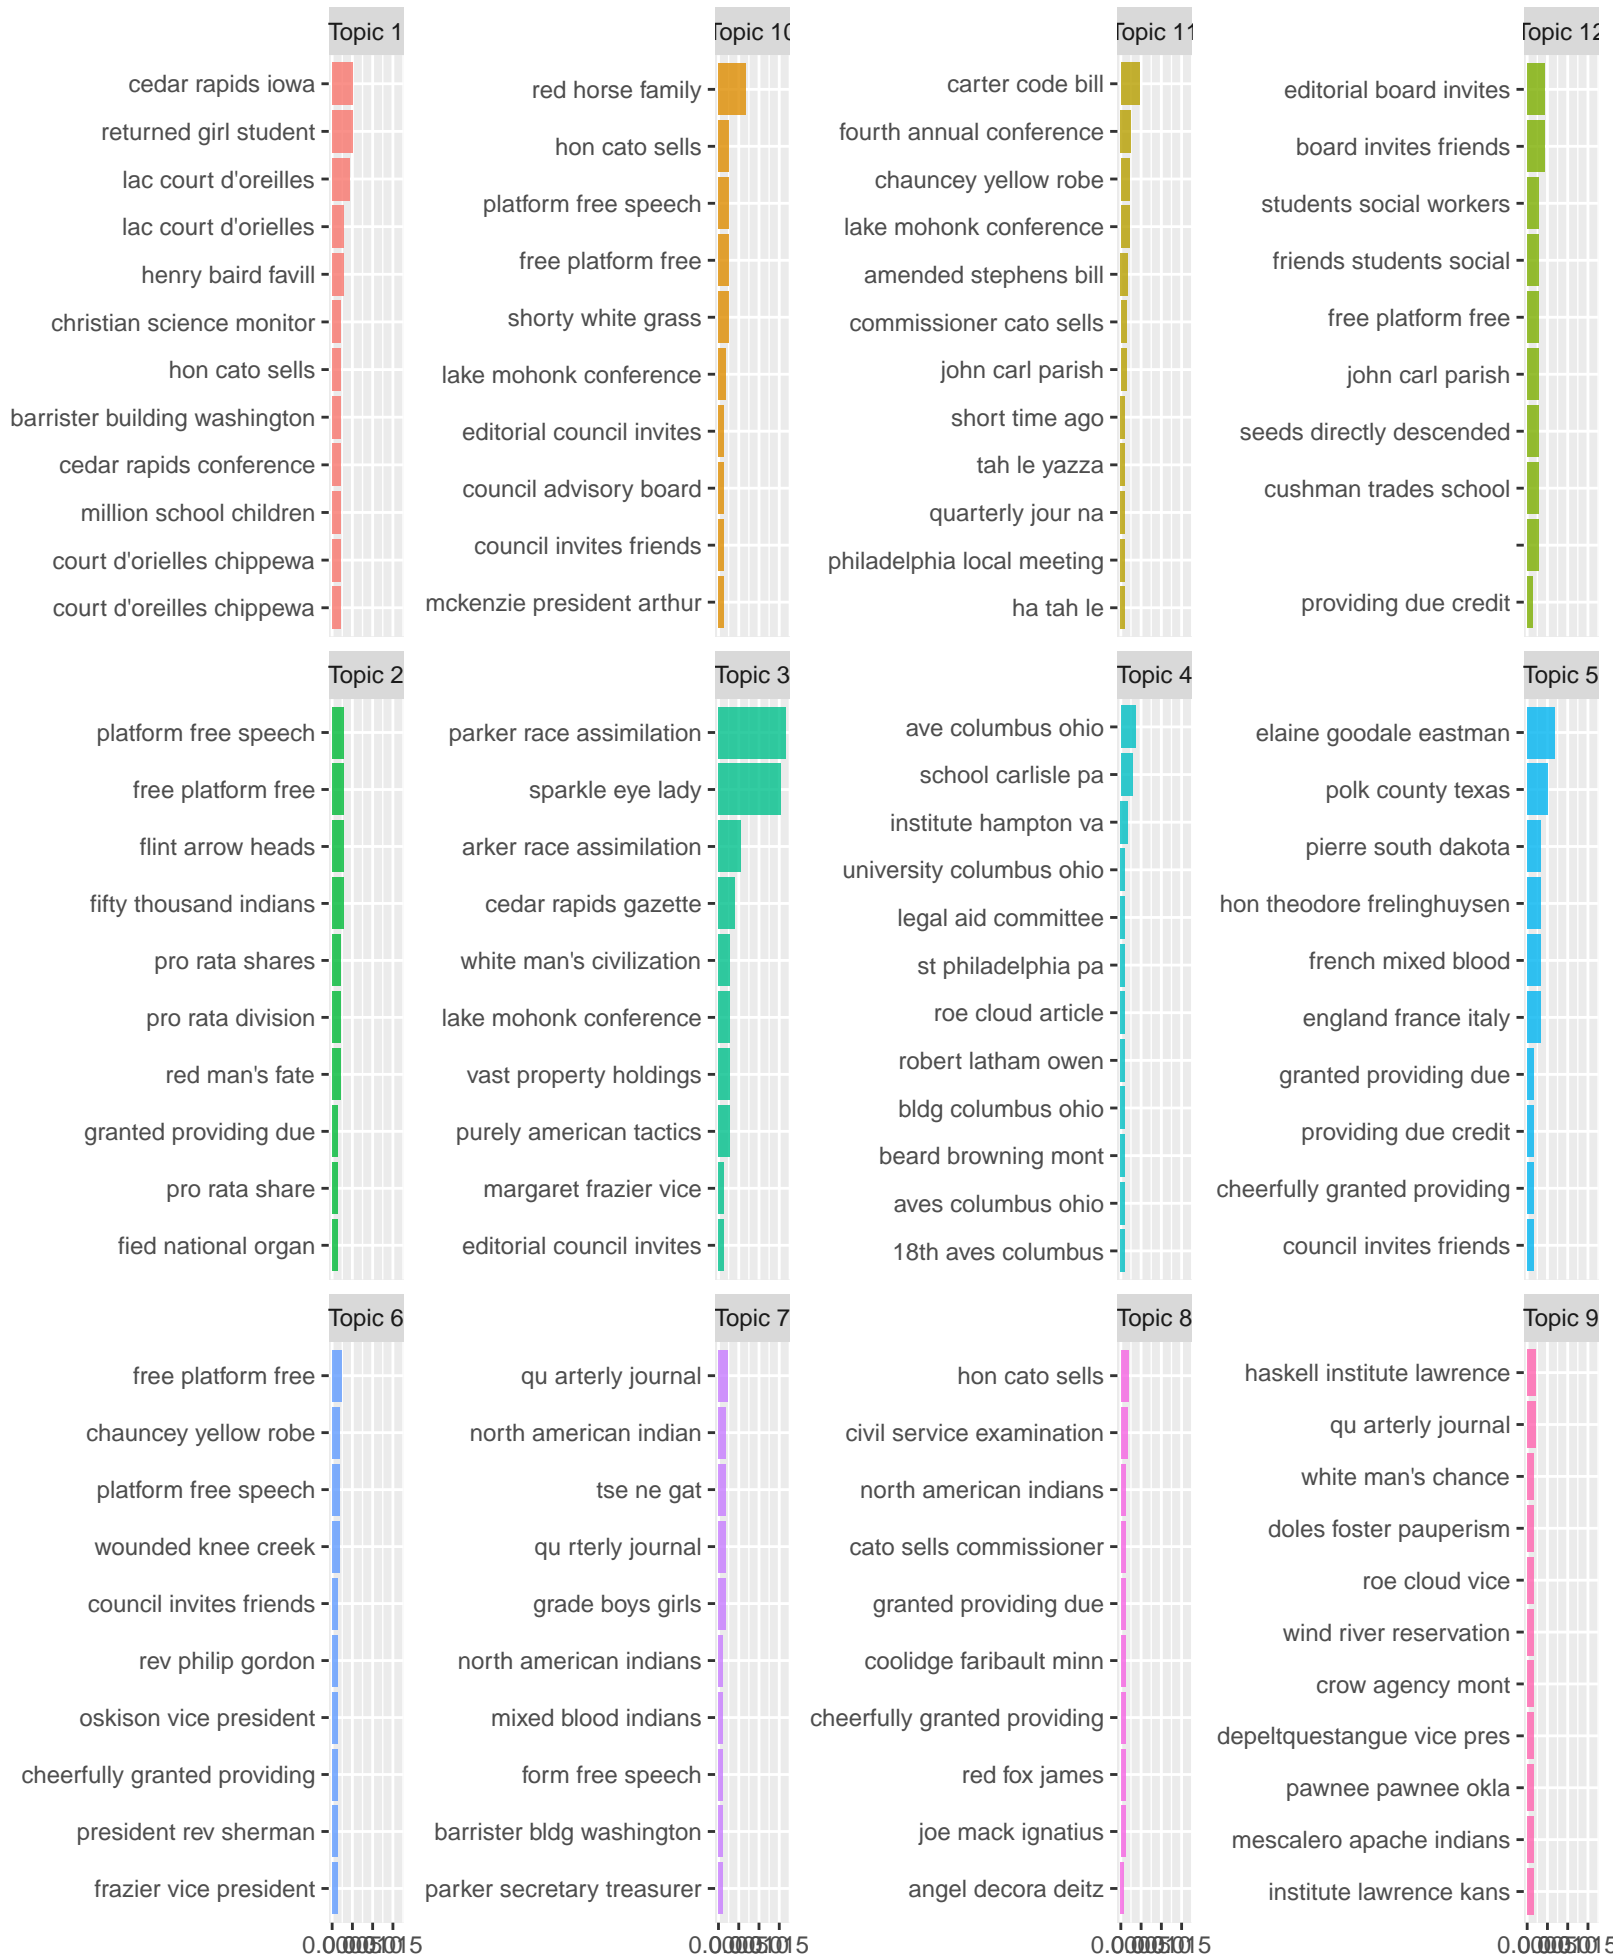 Topic 1
cedar rapids iowa
returned girl student
lac court d'oreilles
lac court d'orielles
henry baird favill
christian science monitor
hon cato sells
barrister building washington
cedar rapids conference
million school children
court d'orielles chippewa
court d'oreilles chippewa
Topic 10
red horse family
hon cato sells
platform free speech
free platform free
shorty white grass
lake mohonk conference
editorial council invites
council advisory board
council invites friends
mckenzie president arthur
Topic 11
carter code bill
fourth annual conference
chauncey yellow robe
lake mohonk conference
amended stephens bill
commissioner cato sells
john carl parish
short time ago
tah le yazza
quarterly jour na
philadelphia local meeting
ha tah le
Topic 12
editorial board invites
board invites friends
students social workers
friends students social
free platform free
john carl parish
seeds directly descended
cushman trades school
providing due credit
Topic 2
platform free speech
free platform free
flint arrow heads
fifty thousand indians
pro rata shares
pro rata division
red man's fate
granted providing due
pro rata share
fied national organ
Topic 3
parker race assimilation
sparkle eye lady
arker race assimilation
cedar rapids gazette
white man's civilization
lake mohonk conference
vast property holdings
purely american tactics
margaret frazier vice
editorial council invites
Topic 4
ave columbus ohio
school carlisle pa
institute hampton va
university columbus ohio
legal aid committee
st philadelphia pa
roe cloud article
robert latham owen
bldg columbus ohio
beard browning mont
aves columbus ohio
18th aves columbus
Topic 5
elaine goodale eastman
polk county texas
pierre south dakota
hon theodore frelinghuysen
french mixed blood
england france italy
granted providing due
providing due credit
cheerfully granted providing
council invites friends
Topic 6
free platform free
chauncey yellow robe
platform free speech
wounded knee creek
council invites friends
rev philip gordon
oskison vice president
cheerfully granted providing
president rev sherman
frazier vice president
Topic 7
qu arterly journal
north american indian
tse ne gat
qu rterly journal
grade boys girls
north american indians
mixed blood indians
form free speech
barrister bldg washington
parker secretary treasurer
Topic 8
hon cato sells
civil service examination
north american indians
cato sells commissioner
granted providing due
coolidge faribault minn
cheerfully granted providing
red fox james
joe mack ignatius
angel decora deitz
Topic 9
haskell institute lawrence
qu arterly journal
white man's chance
doles foster pauperism
roe cloud vice
wind river reservation
crow agency mont
depeltquestangue vice pres
pawnee pawnee okla
mescalero apache indians
institute lawrence kans